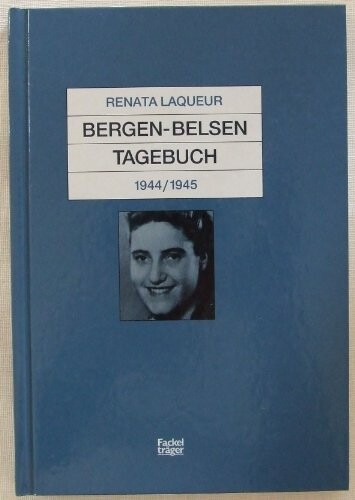 RENATA LAQUEUR
BERGEN-BELSEN
TAGEBUCH
1944/1945
Fackel
träger